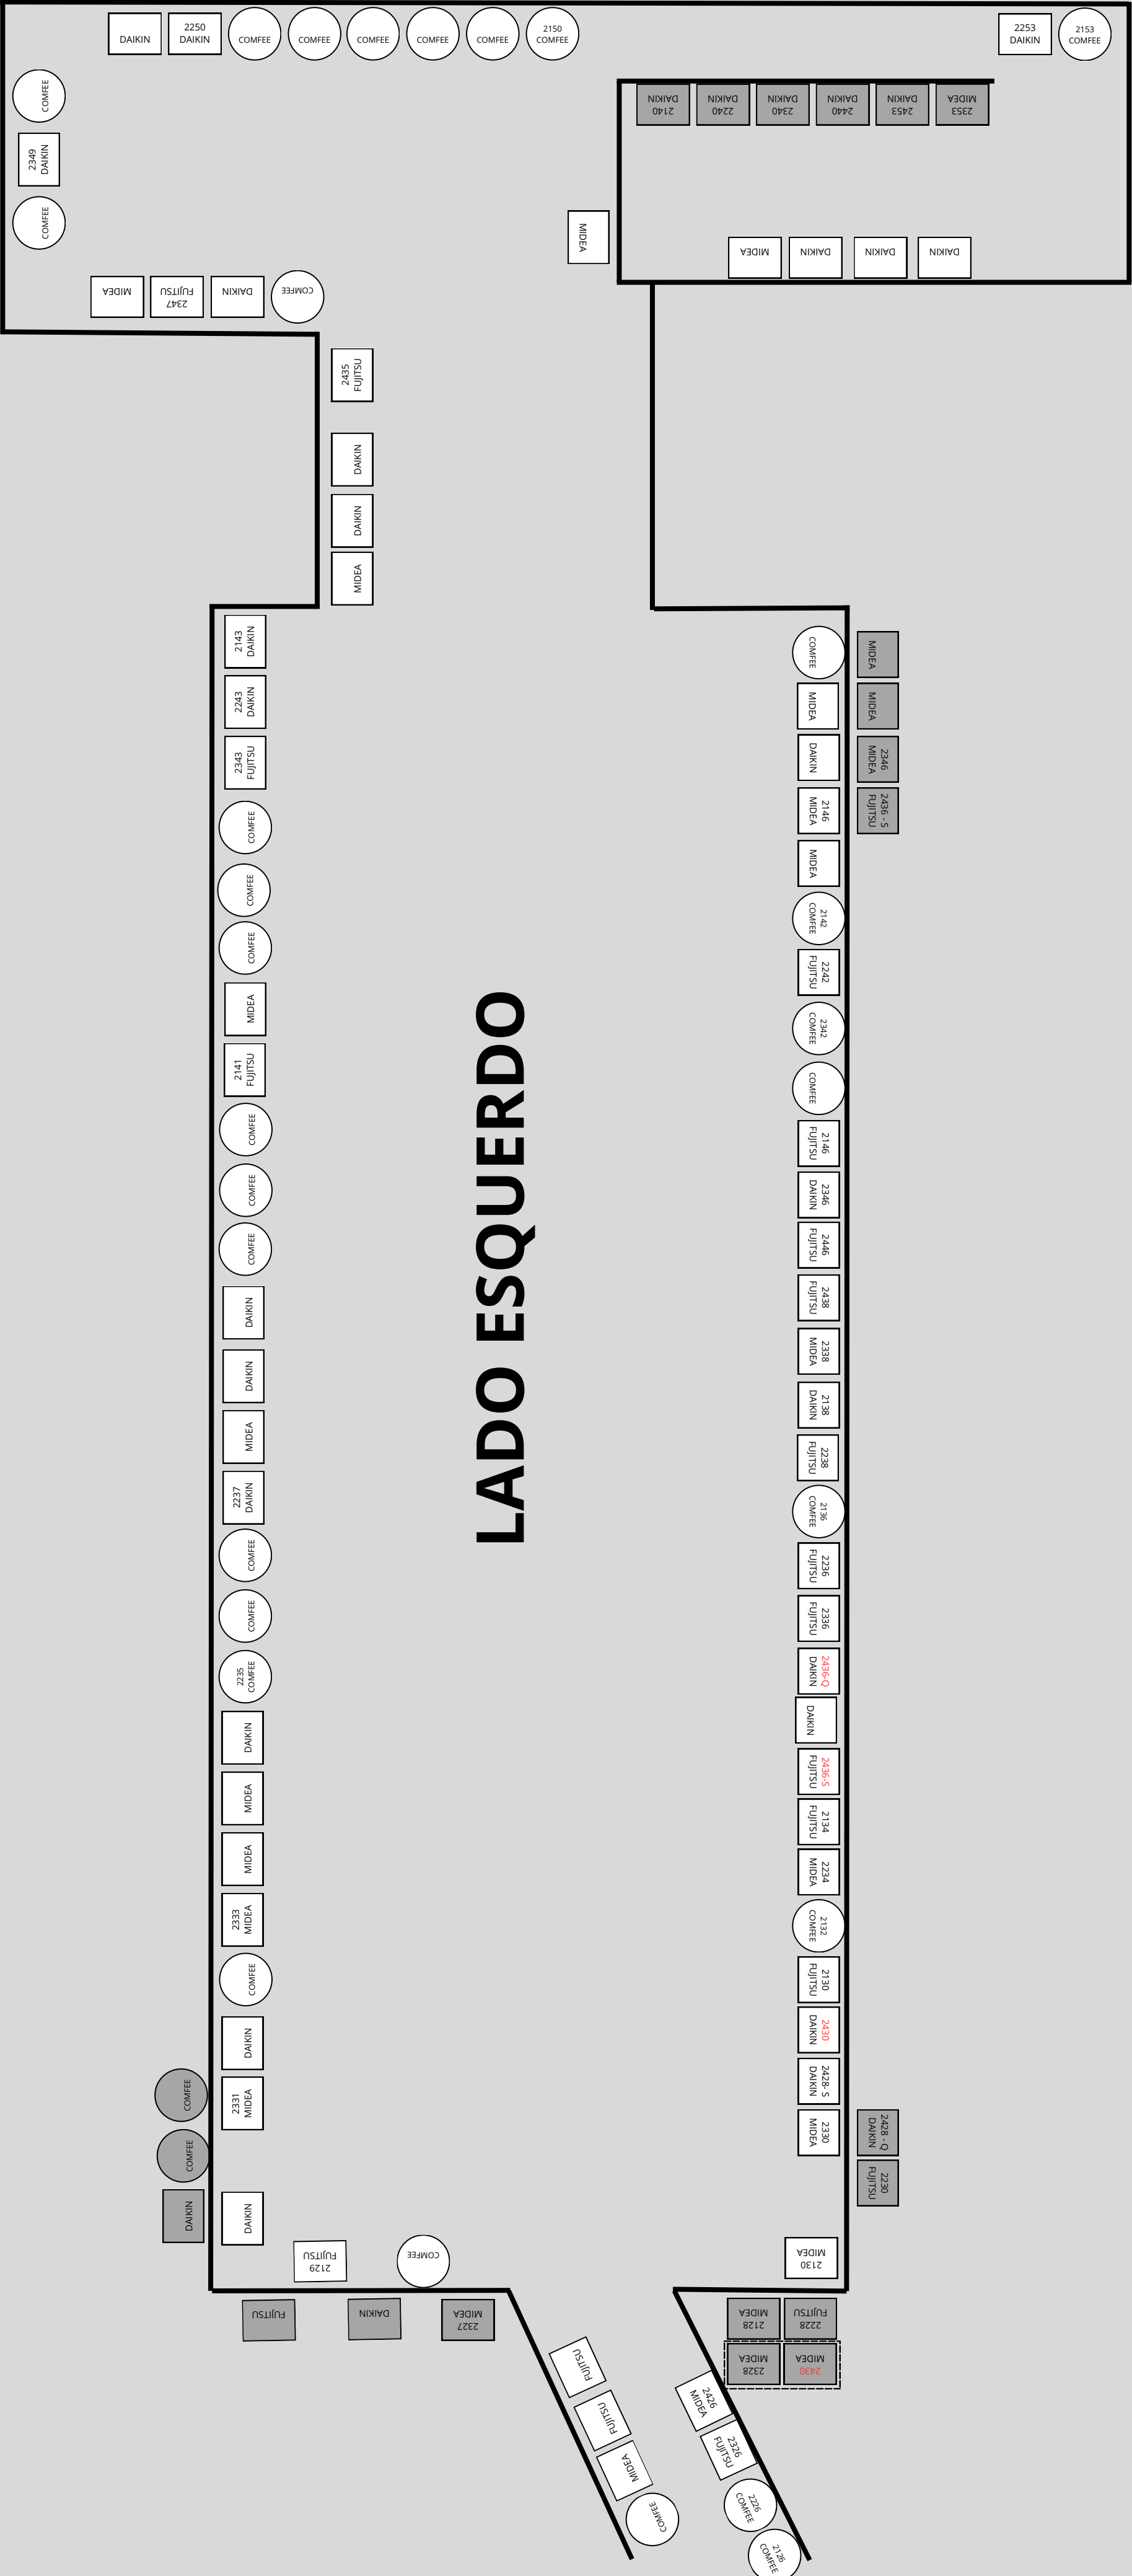 DAIKIN
2250
DAIKIN
COMFEE
COMFEE
COMFEE
COMFEE
COMFEE
2150
COMFEE
2253
DAIKIN
2153
COMFEE
COMFEE
2349
DAIKIN
COMFEE
MIDEA
2347
FUJITSU
DAIKIN
COMFEE
2140
DAIKIN
2240
DAIKIN
2340
DAIKIN
2440
DAIKIN
2453
DAIKIN
2353
MIDEA
MIDEA
MIDEA
DAIKIN
DAIKIN
DAIKIN
2435
FUJITSU
DAIKIN
DAIKIN
MIDEA
2143
DAIKIN
2243
DAIKIN
2343
FUJITSU
COMFEE
COMFEE
COMFEE
MIDEA
2141
FUJITSU
COMFEE
COMFEE
COMFEE
DAIKIN
DAIKIN
MIDEA
2237
DAIKIN
COMFEE
COMFEE
2235
COMFEE
DAIKIN
MIDEA
MIDEA
2333
MIDEA
COMFEE
DAIKIN
2331
MIDEA
DAIKIN
COMFEE
COMFEE
DAIKIN
LADO ESQUERDO
COMFEE
MIDEA
DAIKIN
2146
MIDEA
MIDEA
2142
COMFEE
2242
FUJITSU
2342
COMFEE
COMFEE
2146
FUJITSU
2346
DAIKIN
2446
FUJITSU
2438
FUJITSU
2338
MIDEA
2138
DAIKIN
2238
FUJITSU
2136
COMFEE
2236
FUJITSU
2336
FUJITSU
2436-Q
DAIKIN
DAIKIN
2436-S
FUJITSU
2134
FUJITSU
2234
MIDEA
2132
COMFEE
2130
FUJITSU
2430
DAIKIN
2428- S
DAIKIN
2330
MIDEA
MIDEA
MIDEA
2346
MIDEA
2436 - S
FUJITSU
2428 - Q
DAIKIN
2230
FUJITSU
2129
FUJITSU
COMFEE
2130
MIDEA
FUJITSU
DAIKIN
2327
MIDEA
2128
MIDEA
2228
FUJITSU
2328
MIDEA
2430
MIDEA
FUJITSU
FUJITSU
MIDEA
COMFEE
2426
MIDEA
2326
FUJITSU
2226
COMFEE
2126
COMFEE